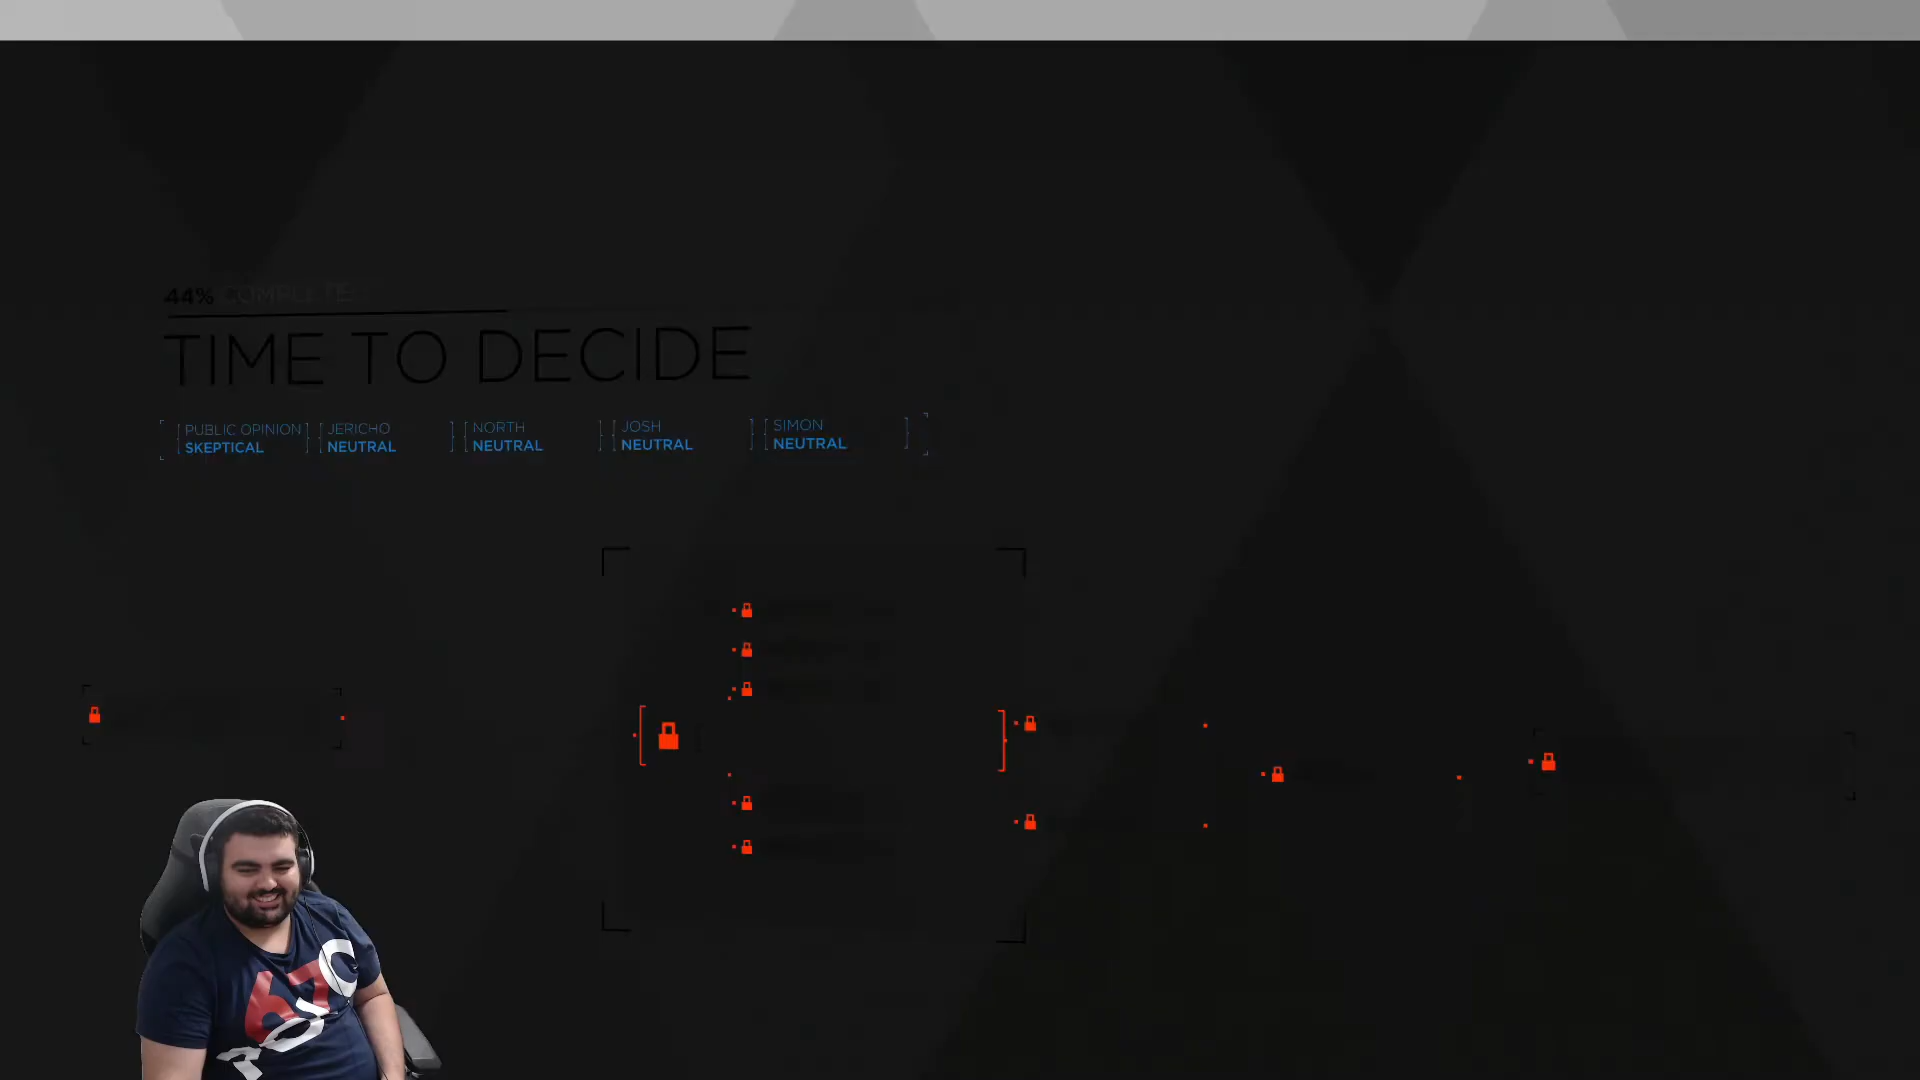 44% COMPLETE
TIME TO DECIDE
PUBLIC OPINION JERICHO NORTH JOSH SIMON
SKEPTICAL NEUTRAL NEUTRAL NEUTRAL NEUTRAL